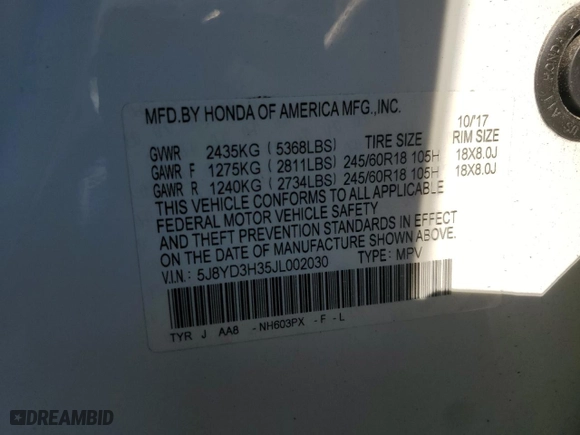 MFD.BY HONDA OF AMERICA MFG.,INC. 10/17
GVWR 2435KG ( 5368LBS) TIRE SIZE RIM SIZE
GAWR F 1275KG ( 2811LBS) 245/60R18 105H 18X8.0J
GAWR R 1240KG ( 2734LBS) 245/60R18 105H 18X8.0J
THIS VEHICLE CONFORMS TO ALL APPLICABLE
FEDERAL MOTOR VEHICLE SAFETY
AND THEFT PREVENTION STANDARDS IN EFFECT
ON THE DATE OF MANUFACTURE SHOWN ABOVE.
V.I.N.: 5J8YD3H35JL002030 TYPE: MPV
TYR J AA8 -NH603PX -F-L
DREAMBID